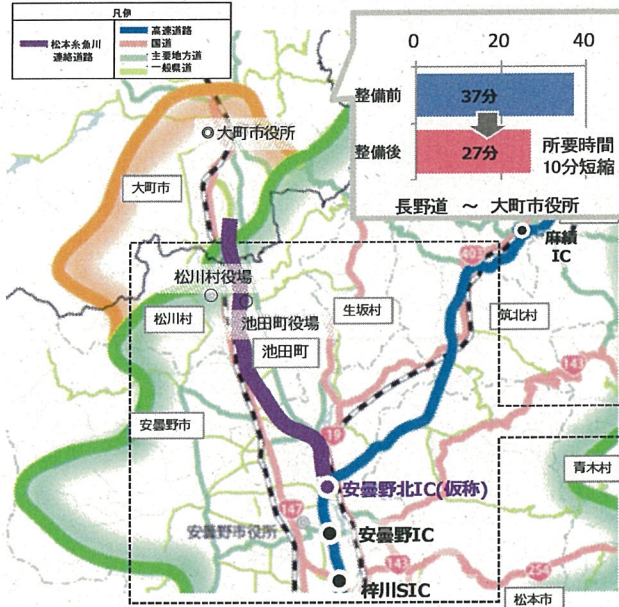 凡例
松本糸魚川
連絡道路
高速道路
国道
主要地方道
一般県道
0 20 40
整備前
37分
整備後
27分
所要時間
10分短縮
長野道 ～ 大町市役所
大町市役所
大町市
麻績
IC
403
松川村役場
松川村
池田町役場
池田町
生坂村
筑北村
143
安曇野市
19
青木村
安曇野北IC(仮称)
147
安曇野市役所
安曇野IC
143
254
梓川SIC
松本市